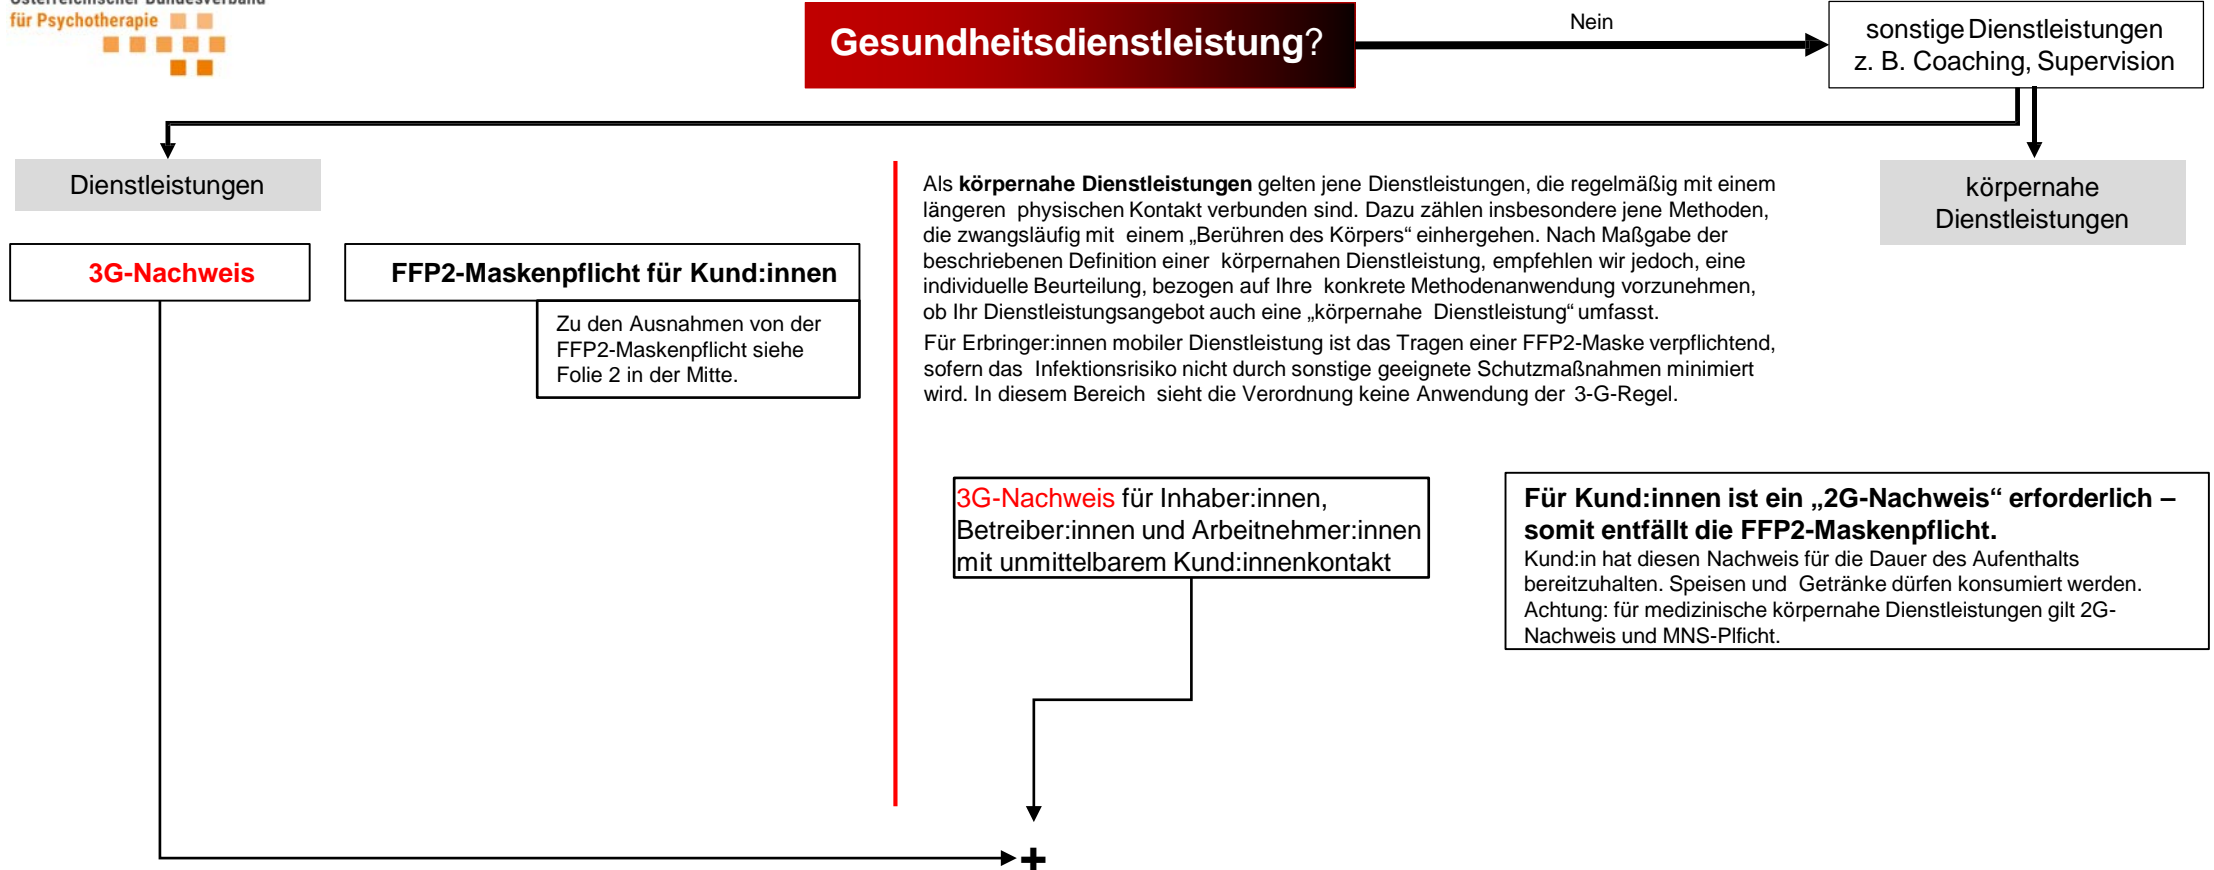 Österreichischer Bundesverband
für Psychotherapie
Gesundheitsdienstleistung?
Nein
sonstige Dienstleistungen
z. B. Coaching, Supervision
Dienstleistungen
körpernahe
Dienstleistungen
3G-Nachweis
FFP2-Maskenpflicht für Kund:innen
Zu den Ausnahmen von der
FFP2-Maskenpflicht siehe
Folie 2 in der Mitte.
Als körpernahe Dienstleistungen gelten jene Dienstleistungen, die regelmäßig mit einem
längeren physischen Kontakt verbunden sind. Dazu zählen insbesondere jene Methoden,
die zwangsläufig mit einem „Berühren des Körpers“ einhergehen. Nach Maßgabe der
beschriebenen Definition einer körpernahen Dienstleistung, empfehlen wir jedoch, eine
individuelle Beurteilung, bezogen auf Ihre konkrete Methodenanwendung vorzunehmen,
ob Ihr Dienstleistungsangebot auch eine „körpernahe Dienstleistung“ umfasst.
Für Erbringer:innen mobiler Dienstleistung ist das Tragen einer FFP2-Maske verpflichtend,
sofern das Infektionsrisiko nicht durch sonstige geeignete Schutzmaßnahmen minimiert
wird. In diesem Bereich sieht die Verordnung keine Anwendung der 3-G-Regel.
3G-Nachweis für Inhaber:innen,
Betreiber:innen und Arbeitnehmer:innen
mit unmittelbarem Kund:innenkontakt
Für Kund:innen ist ein „2G-Nachweis“ erforderlich –
somit entfällt die FFP2-Maskenpflicht.
Kund:in hat diesen Nachweis für die Dauer des Aufenthalts
bereitzuhalten. Speisen und Getränke dürfen konsumiert werden.
Achtung: für medizinische körpernahe Dienstleistungen gilt 2G-
Nachweis und MNS-Plficht.
+